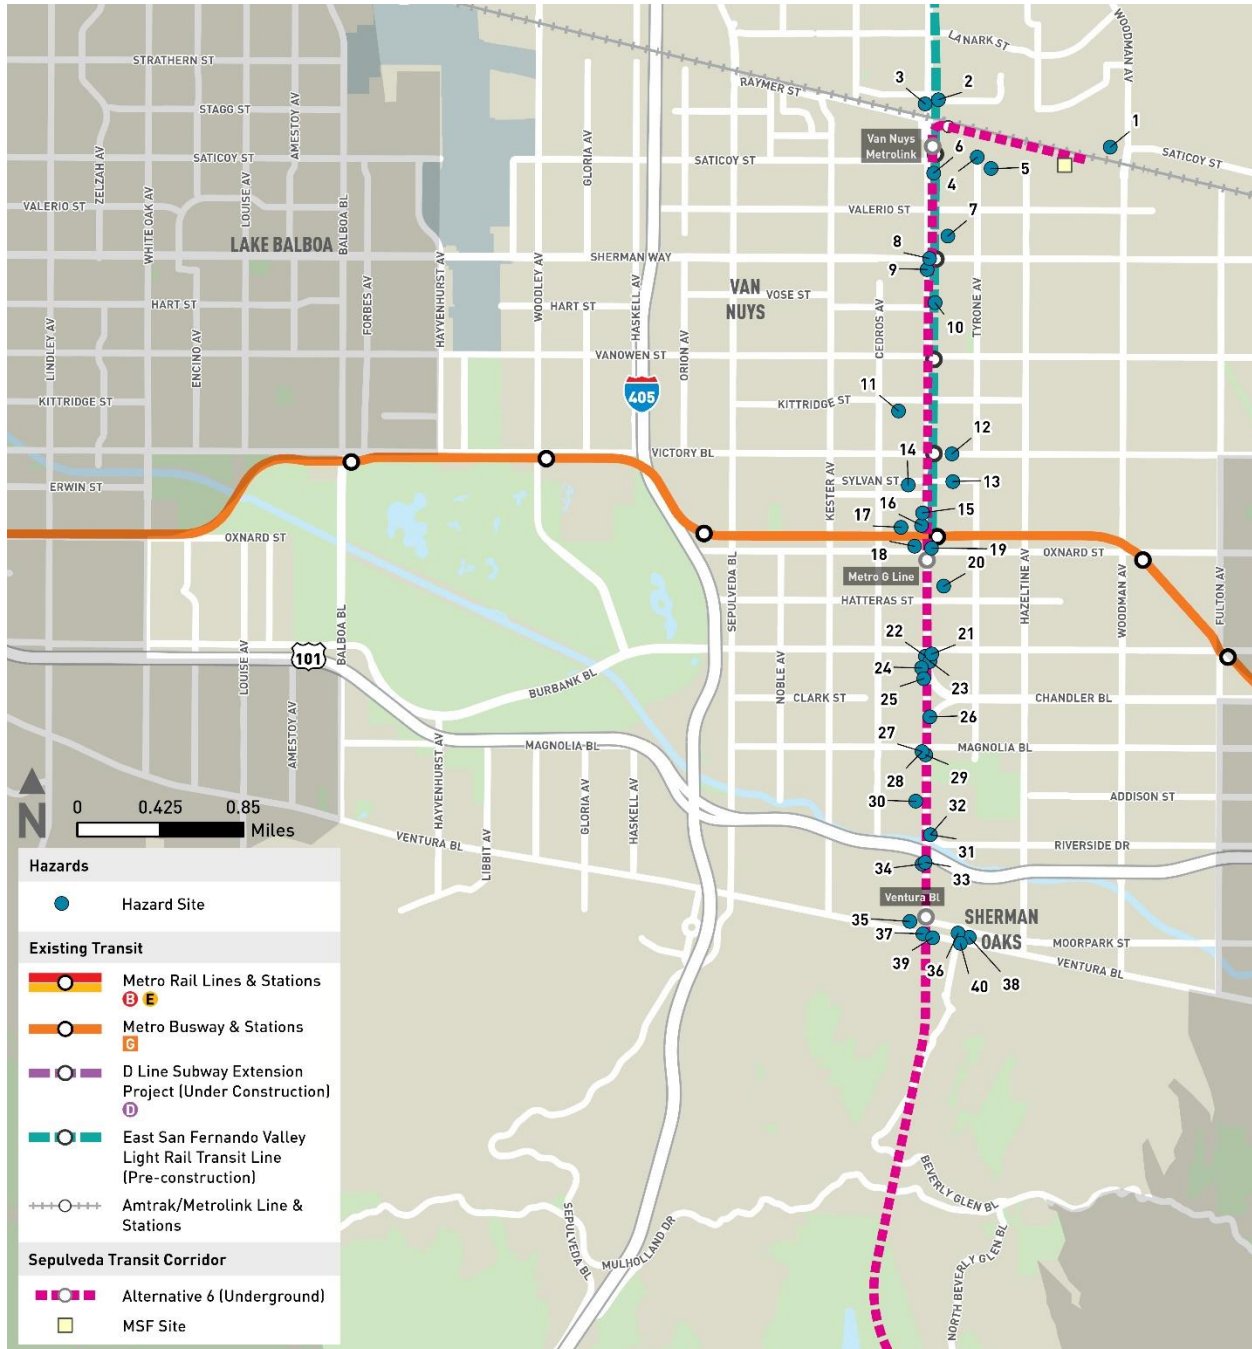 LANARK ST
WOODMAN AV
STRATHERN ST
RAYMER ST
3
2
STAGG ST
AMESTOY AV
1
GLORIA AV
Van Nuys
Metrolink
ZELZAH AV
SATICOY ST
SATICOY ST
SATICOY ST
6
4
5
WHITE OAK AV
LOUISE AV
BALBOA BL
VALERIO ST
VALERIO ST
7
LAKE BALBOA
8
SHERMAN WAY
9
HAYVENHURST AV
WOODLEY AV
HASKELL AV
VAN
NUYS
VOSE ST
HART ST
HART ST
FORBES AV
CEDROS AV
TYRONE AV
10
LINDLEY AV
ENCINO AV
ORION AV
VANOWEN ST
405
11
KITTRIDGE ST
KITTRIDGE ST
12
VICTORY BL
14
SYLVAN ST
13
ERWIN ST
KESTER AV
16
15
17
OXNARD ST
18
19
OXNARD ST
Metro G Line
20
SEPULVEDA BL
HATTERAS ST
HAZELTINE AV
WOODMAN AV
FULTON AV
22
21
101
BALBOA BL
LOUISE AV
24
23
BURBANK BL
NOBLE AV
CLARK ST
25
CHANDLER BL
26
AMESTOY AV
27
MAGNOLIA BL
MAGNOLIA BL
28
29
HAYVENHURST AV
GLORIA AV
HASKELL AV
30
ADDISON ST
32
N
0
0.425
0.85
Miles
VENTURA BL
LIBBIT AV
31
RIVERSIDE DR
34
33
Ventura Bl
35
SHERMAN
OAKS
37
MOORPARK ST
39
36
40
38
VENTURA BL
Hazards
Hazard Site
Existing Transit
Metro Rail Lines & Stations
B E
Metro Busway & Stations
G
D Line Subway Extension
Project (Under Construction)
D
East San Fernando Valley
Light Rail Transit Line
(Pre-construction)
Amtrak/Metrolink Line &
Stations
Sepulveda Transit Corridor
Alternative 6 (Underground)
MSF Site
SEPULVEDA BL
MULHOLLAND DR
BEVERLY GLEN BL
NORTH BEVERLY GLEN BL